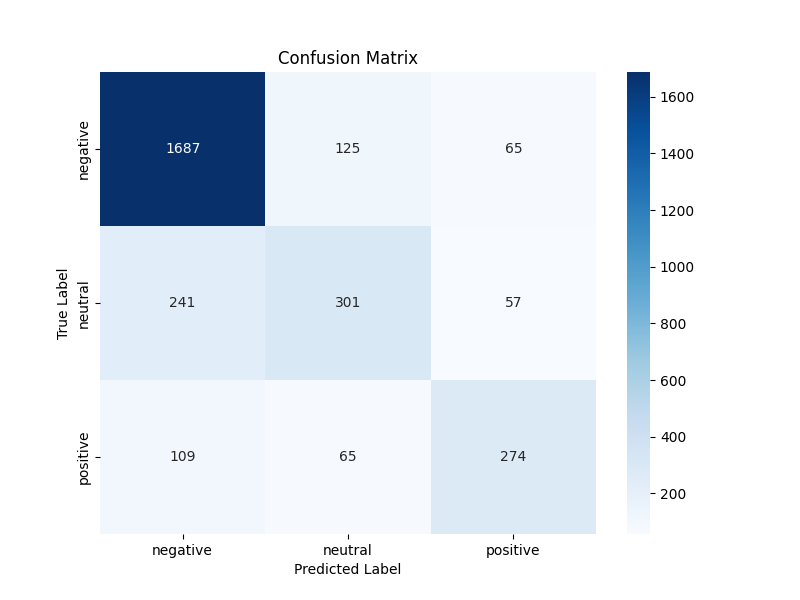 Confusion Matrix
True Label
negative
1687 125 65
neutral
241 301 57
positive
109 65 274
negative neutral positive
Predicted Label
1600
1400
1200
1000
800
600
400
200